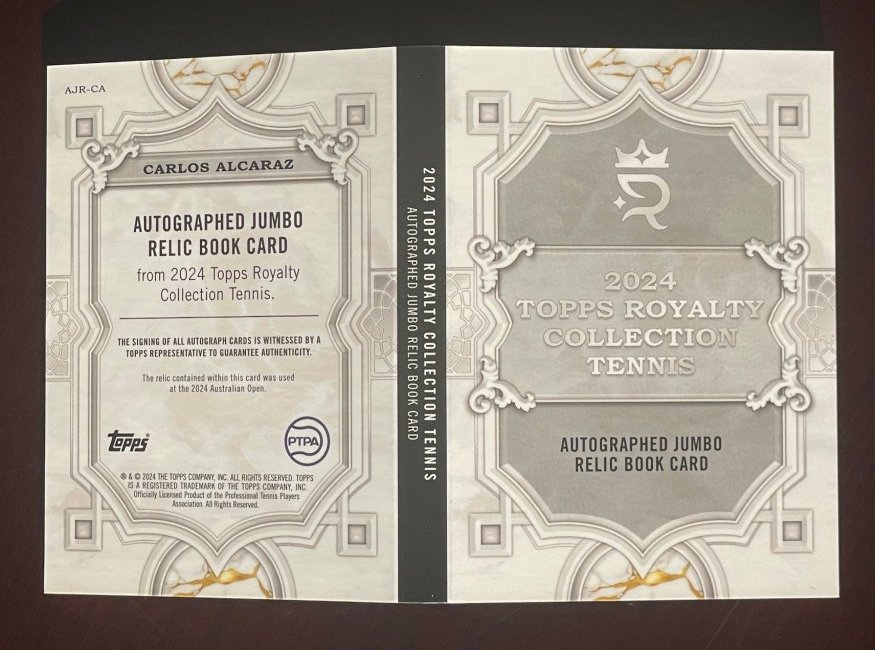 AJR-CA
CARLOS ALCARAZ
AUTOGRAPHED JUMBO
RELIC BOOK CARD
from 2024 Topps Royalty
Collection Tennis.
THE SIGNING OF ALL AUTOGRAPH CARDS IS WITNESSED BY A
TOPPS REPRESENTATIVE TO GUARANTEE AUTHENTICITY.
The relic contained within this card was used
at the 2024 Australian Open.
topps®
PTPA
® & © 2024 THE TOPPS COMPANY, INC. ALL RIGHTS RESERVED. TOPPS
IS A REGISTERED TRADEMARK OF THE TOPPS COMPANY, INC.
Officially Licensed Product of the Professional Tennis Players
Association. All Rights Reserved.
2024 TOPPS ROYALTY COLLECTION TENNIS
AUTOGRAPHED JUMBO RELIC BOOK CARD
R
2024
TOPPS ROYALTY
COLLECTION
TENNIS
AUTOGRAPHED JUMBO
RELIC BOOK CARD